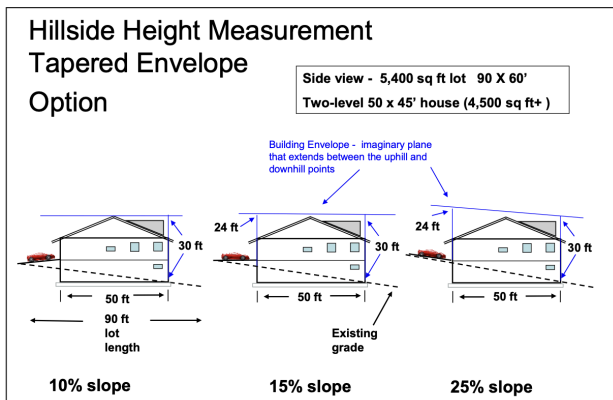 Hillside Height Measurement
Tapered Envelope
Option
Side view - 5,400 sq ft lot 90 X 60'
Two-level 50 x 45' house (4,500 sq ft+ )
Building Envelope - imaginary plane
that extends between the uphill and
downhill points
30 ft
50 ft
90 ft
lot
length
10% slope
24 ft
30 ft
50 ft
Existing
grade
15% slope
24 ft
30 ft
50 ft
25% slope